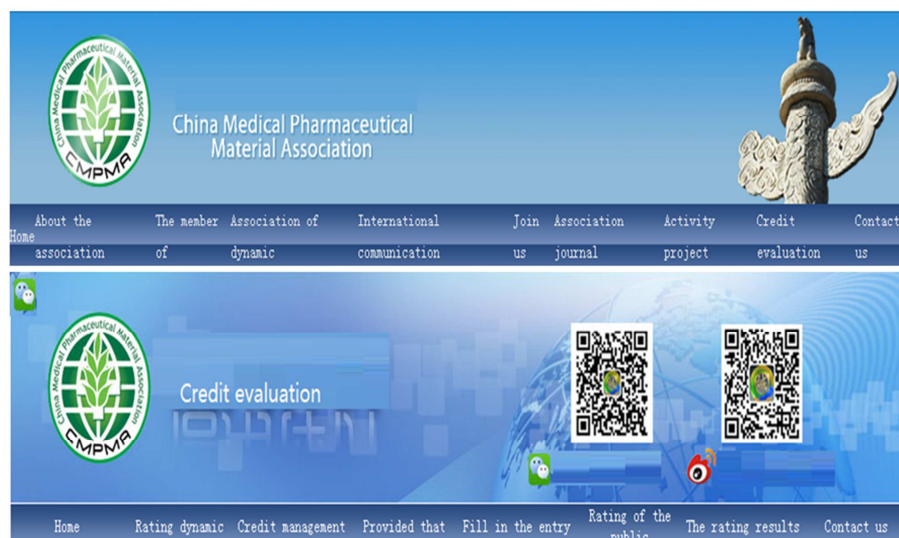 China Medical Pharmaceutical Material Association
CMPMA
China Medical Pharmaceutical
Material Association
Home
About the association
The member of
Association of dynamic
International communication
Join us
Association journal
Activity project
Credit evaluation
Contact us
China Medical Pharmaceutical Material Association
CMPMA
Credit evaluation
Home
Rating dynamic
Credit management
Provided that
Fill in the entry
Rating of the
public
The rating results
Contact us